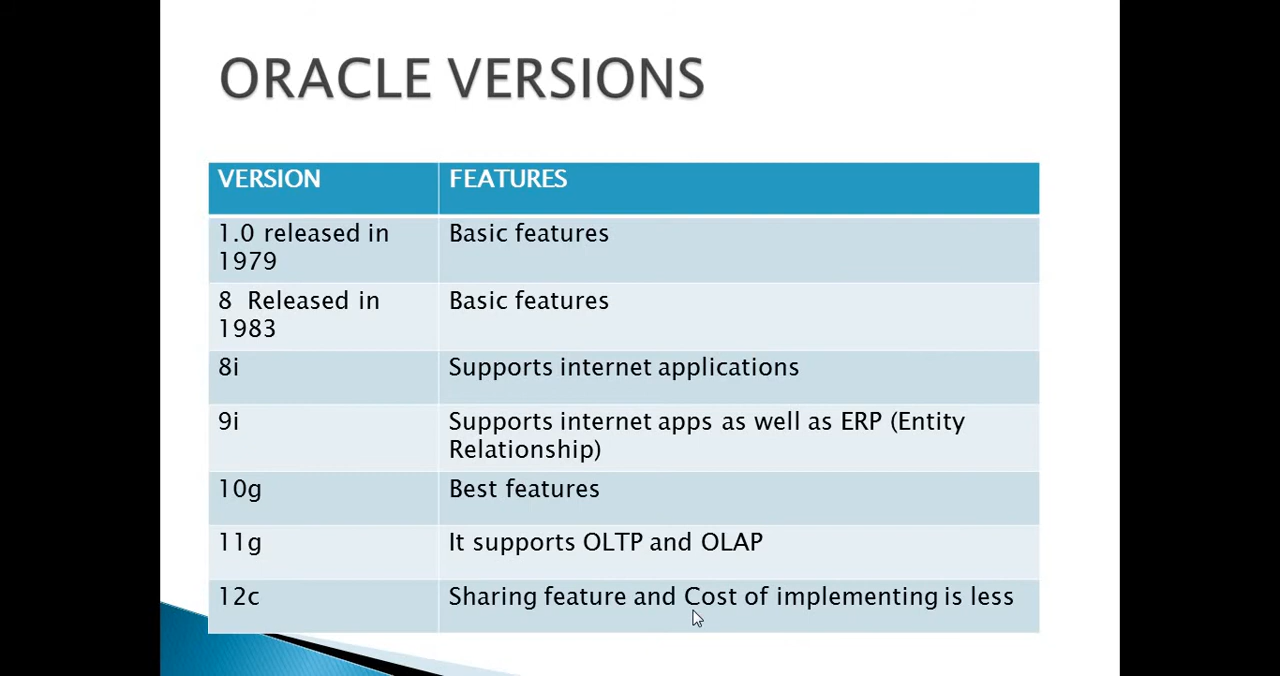 ORACLE VERSIONS
VERSION
FEATURES
1.0 released in
1979
Basic features
8  Released in
1983
Basic features
8i
Supports internet applications
9i
Supports internet apps as well as ERP (Entity
Relationship)
10g
Best features
11g
It supports OLTP and OLAP
12c
Sharing feature and Cost of implementing is less